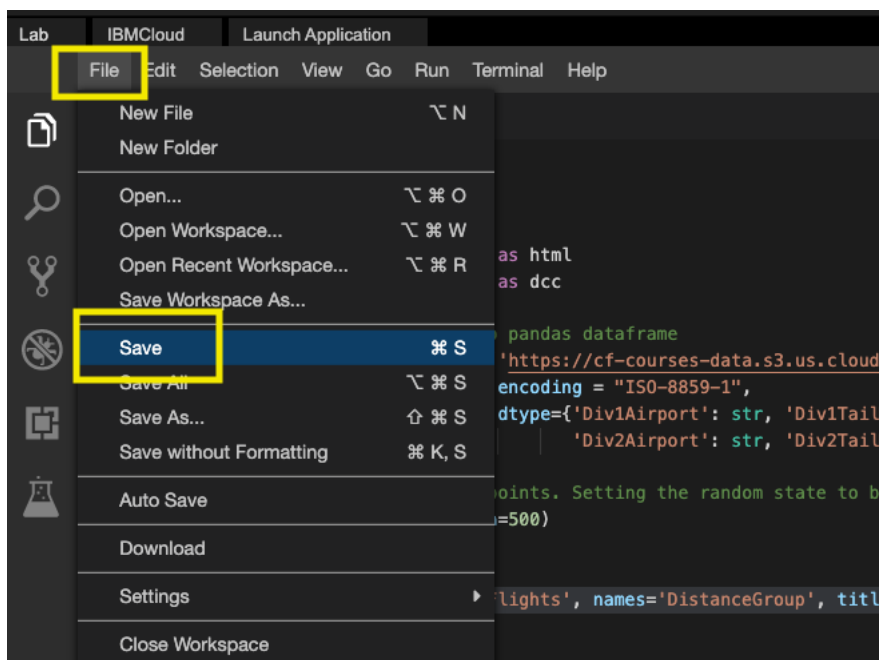 Lab IBMCloud Launch Application
File Edit Selection View Go Run Terminal Help
New File ⌥ N
New Folder
Open... ⌥ ⌘ O
Open Workspace... ⌥ ⌘ W
Open Recent Workspace... ⌥ ⌘ R
as html
as dcc
Save Workspace As...
pandas dataframe
Save ⌘ S
'https://cf-courses-data.s3.us.cloud
Save All ⌥ ⌘ S
encoding = "ISO-8859-1",
Save As... ⇧ ⌘ S
dtype={'Div1Airport': str, 'Div1Tail
'Div2Airport': str, 'Div2Tail
Save without Formatting ⌘ K, S
Auto Save
oints. Setting the random state to b
=500)
Download
Settings
lights', names='DistanceGroup', titl
Close Workspace